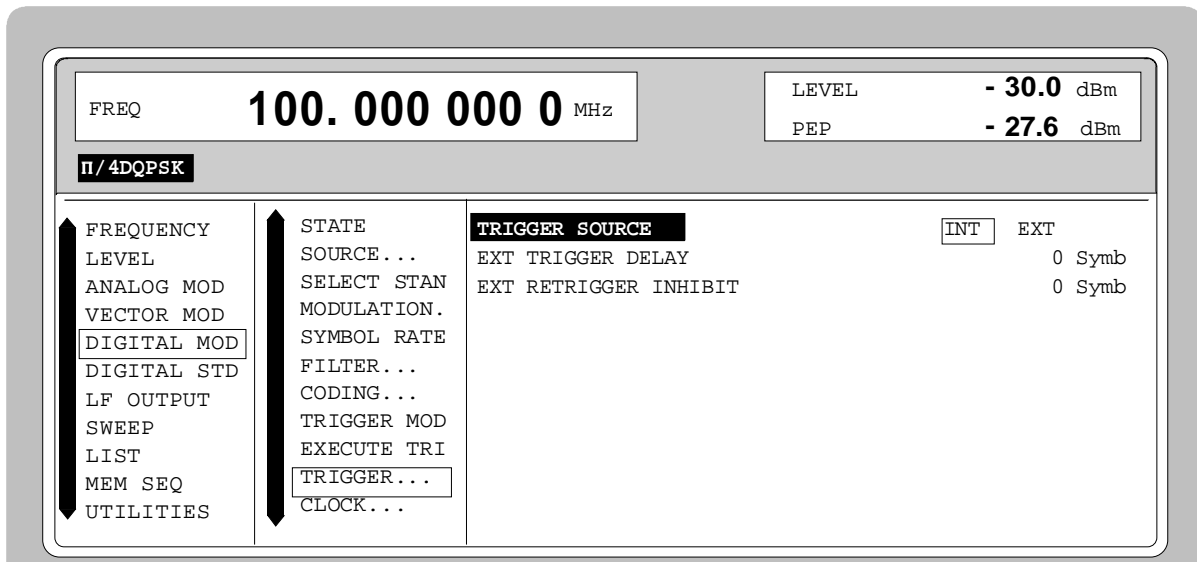 FREQ 100. 000 000 0 MHz
LEVEL - 30.0 dBm
PEP - 27.6 dBm
Π/4DQPSK
FREQUENCY
LEVEL
ANALOG MOD
VECTOR MOD
DIGITAL MOD
DIGITAL STD
LF OUTPUT
SWEEP
LIST
MEM SEQ
UTILITIES
STATE
SOURCE...
SELECT STAN
MODULATION.
SYMBOL RATE
FILTER...
CODING...
TRIGGER MOD
EXECUTE TRI
TRIGGER...
CLOCK...
TRIGGER SOURCE INT EXT
EXT TRIGGER DELAY 0 Symb
EXT RETRIGGER INHIBIT 0 Symb